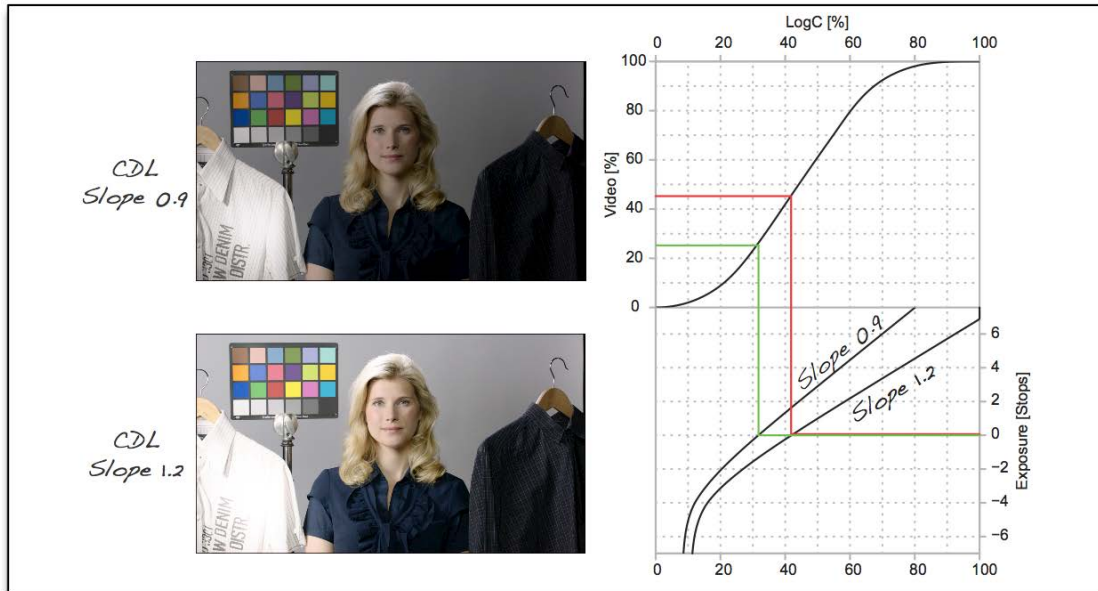 CDL
Slope 0.9
W DENIM
DISTR.
CDL
Slope 1.2
W DENIM
DISTR.
LogC [%]
0 20 40 60 80 100
Video [%]
100
80
60
40
20
0
Slope 0.9
Slope 1.2
Exposure [Stops]
6
4
2
0
−2
−4
−6
0 20 40 60 80 100